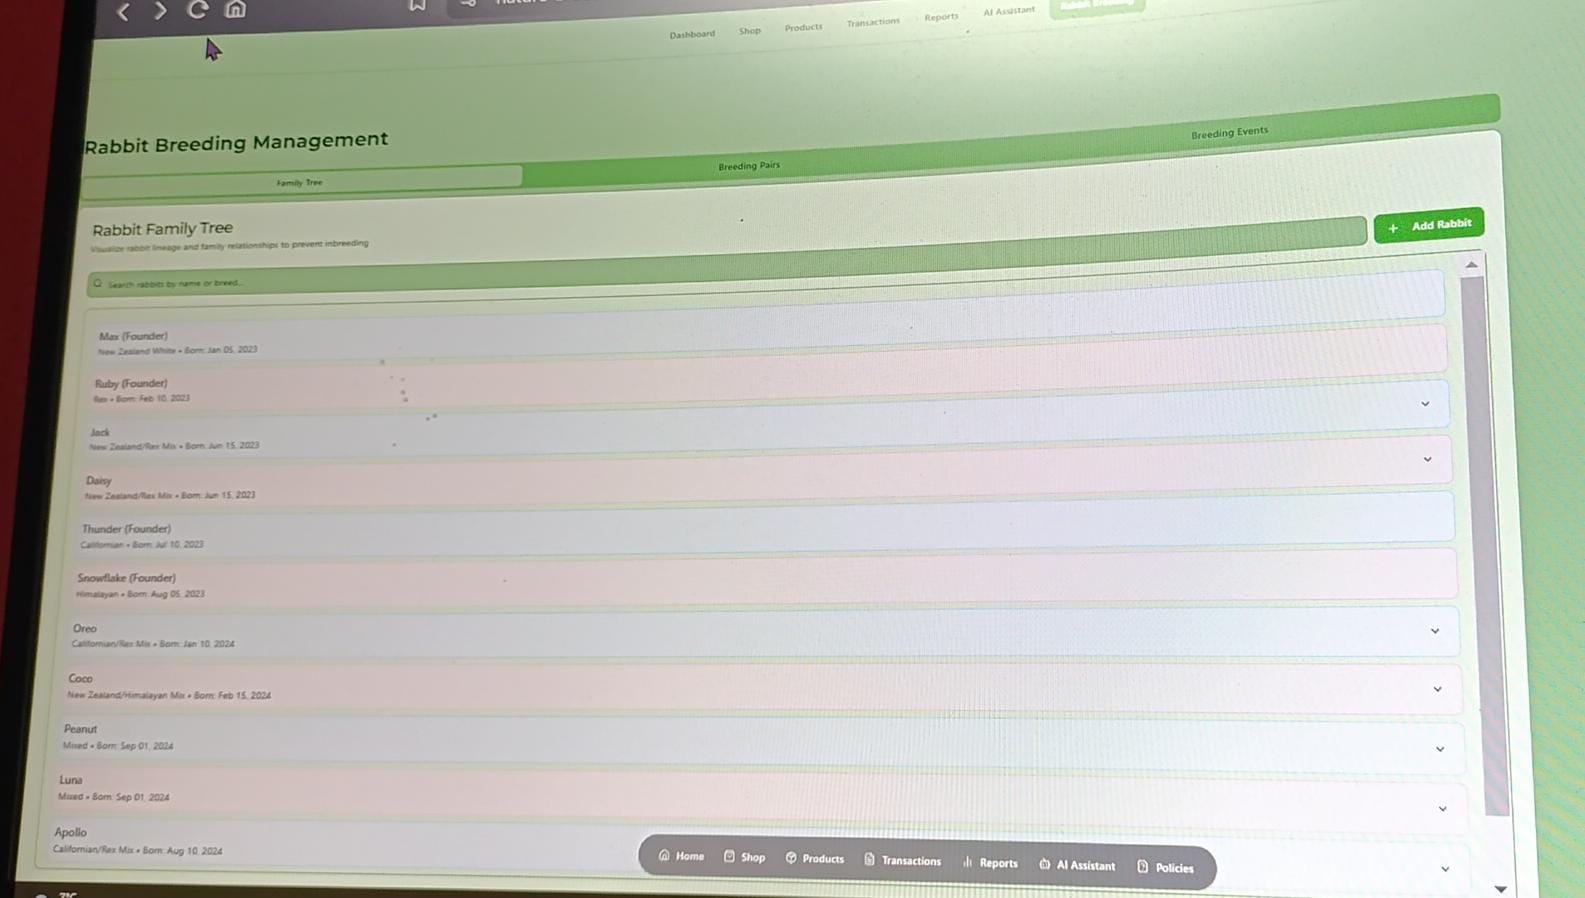 Dashboard
Shop
Products
Transactions
Reports
AI Assistant
Rabbit Breeding Management
Family Tree
Breeding Pairs
Breeding Events
Rabbit Family Tree
Visualize rabbit lineage and family relationships to prevent inbreeding
Search rabbits by name or breed...
+ Add Rabbit
Max (Founder)
New Zealand White • Born: Jan 05, 2023
Ruby (Founder)
Rex • Born: Feb 10, 2023
Jack
New Zealand/Rex Mix • Born: Jun 15, 2023
Daisy
New Zealand/Rex Mix • Born: Jun 15, 2023
Thunder (Founder)
Californian • Born: Jul 10, 2023
Snowflake (Founder)
Himalayan • Born: Aug 05, 2023
Oreo
Californian/Rex Mix • Born: Jan 10, 2024
Coco
New Zealand/Himalayan Mix • Born: Feb 15, 2024
Peanut
Mixed • Born: Sep 01, 2024
Luna
Mixed • Born: Sep 01, 2024
Apollo
Californian/Rex Mix • Born: Aug 10, 2024
Home
Shop
Products
Transactions
Reports
AI Assistant
Policies